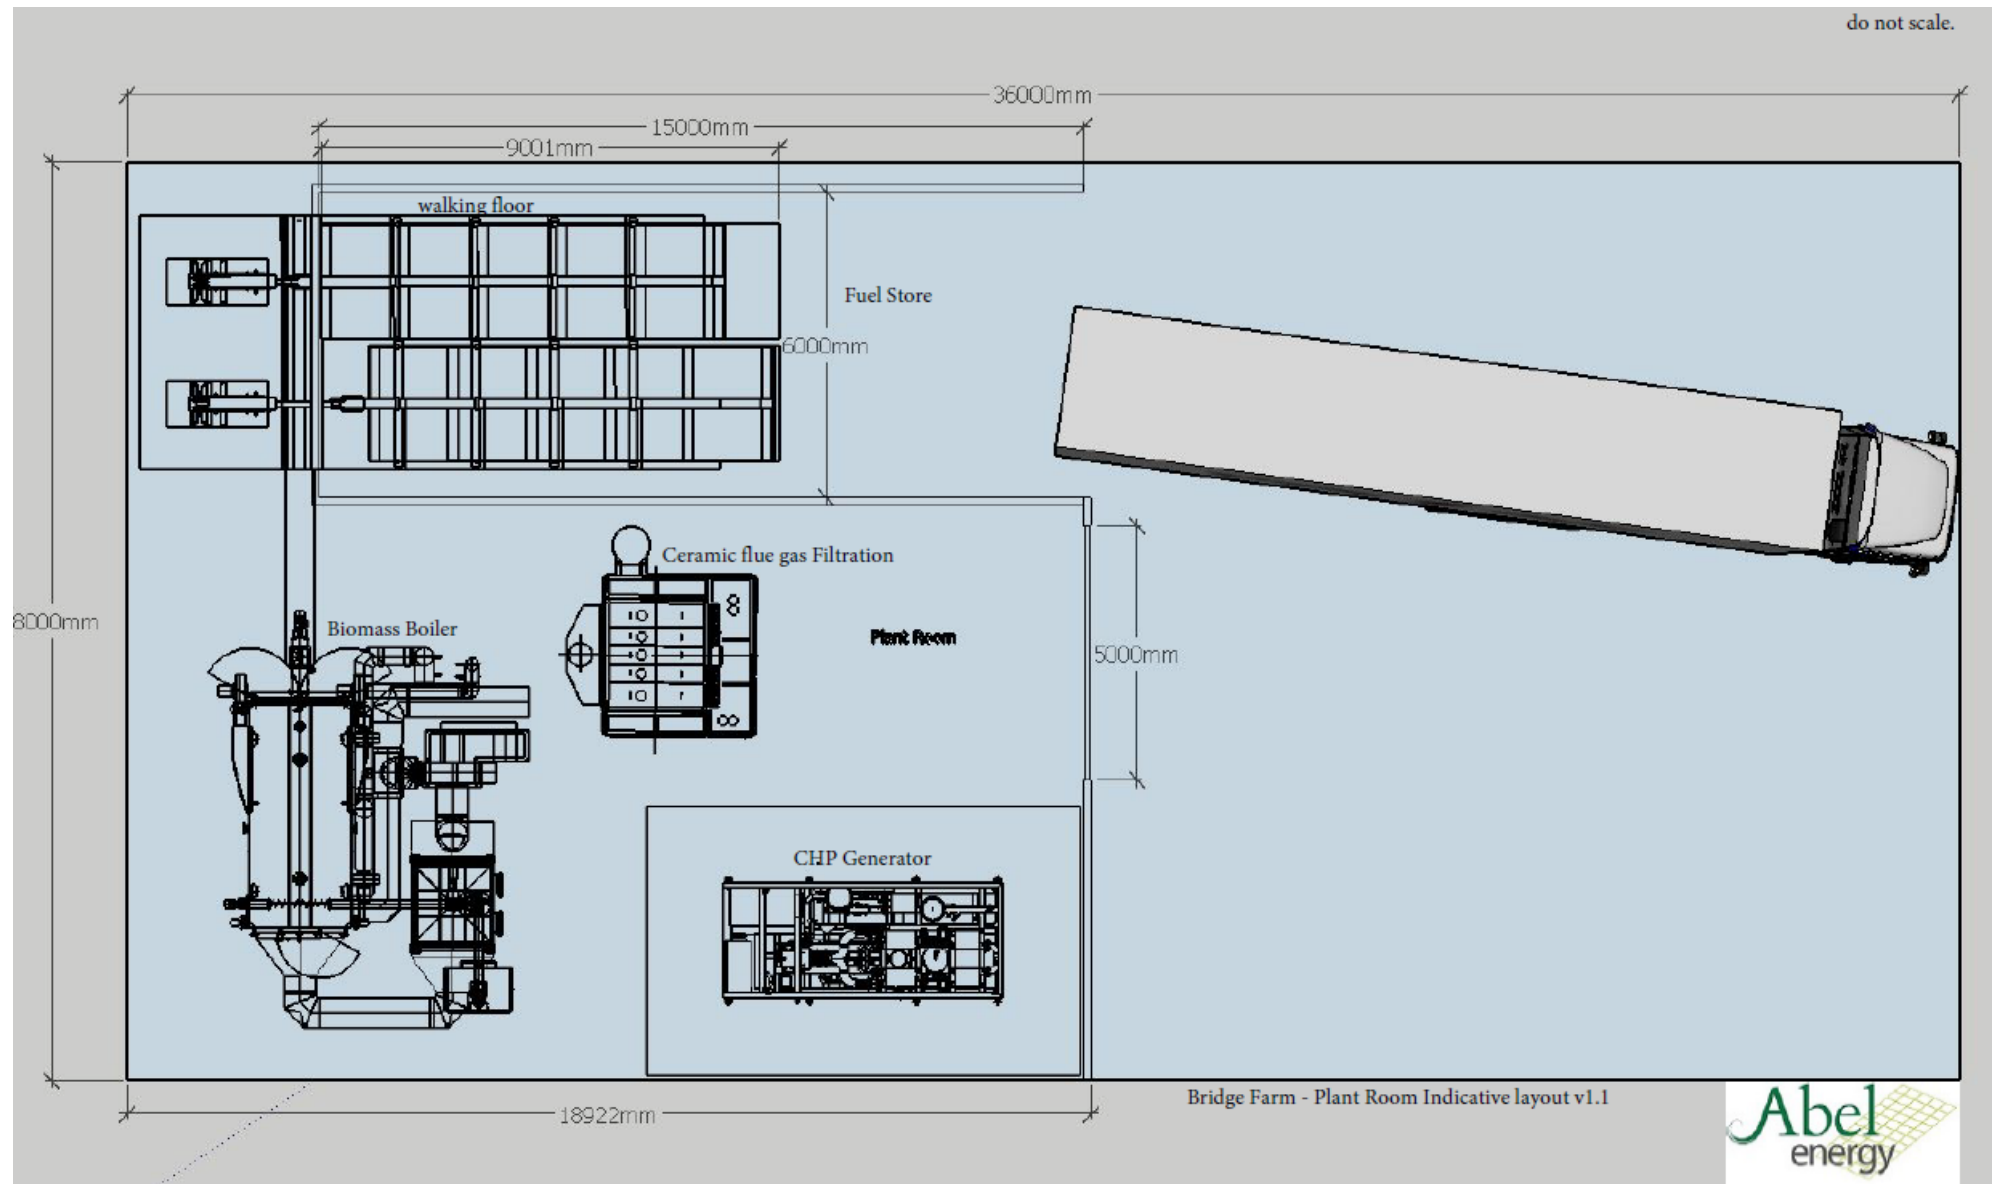 do not scale.
36000mm
15000mm
9001mm
walking floor
Fuel Store
6000mm
Ceramic flue gas Filtration
8000mm
Biomass Boiler
Plant Room
5000mm
CHP Generator
Bridge Farm - Plant Room Indicative layout v1.1
18922mm
Abel
energy